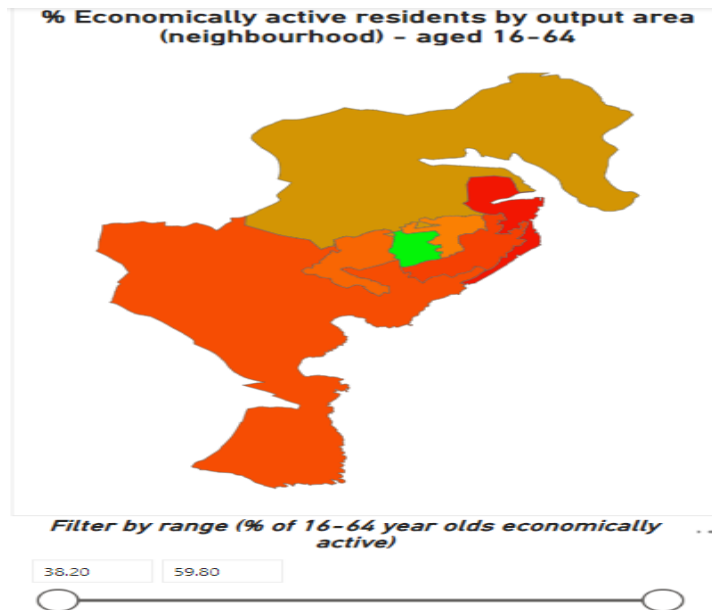 % Economically active residents by output area
(neighbourhood) - aged 16-64
Filter by range (% of 16-64 year olds economically
active)
38.20 59.80